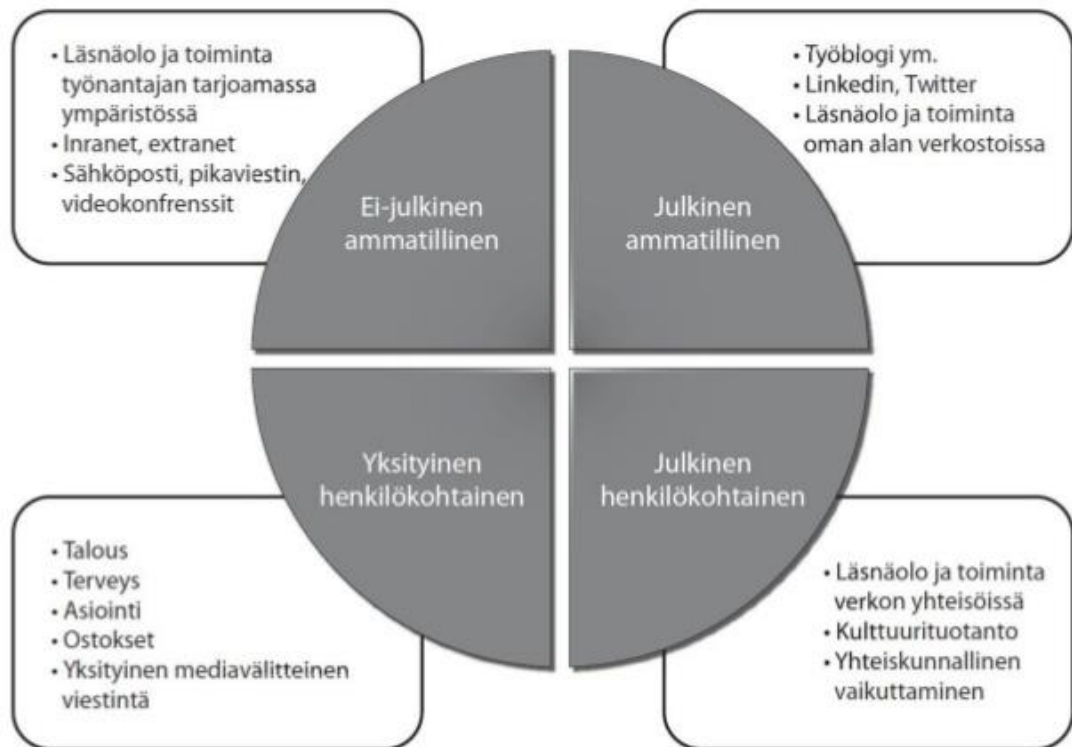 • Läsnäolo ja toiminta
työnantajan tarjoamassa
ympäristössä
• Inranet, extranet
• Sähköposti, pikaviestin,
videokonfrenssit
Ei-julkinen
ammatillinen
• Työblogi ym.
• Linkedin, Twitter
• Läsnäolo ja toiminta
oman alan verkostoissa
Julkinen
ammatillinen
Yksityinen
henkilökohtainen
• Talous
• Terveys
• Asiointi
• Ostokset
• Yksityinen mediavälitteinen
viestintä
Julkinen
henkilökohtainen
• Läsnäolo ja toiminta
verkon yhteisöissä
• Kulttuurituotanto
• Yhteiskunnallinen
vaikuttaminen